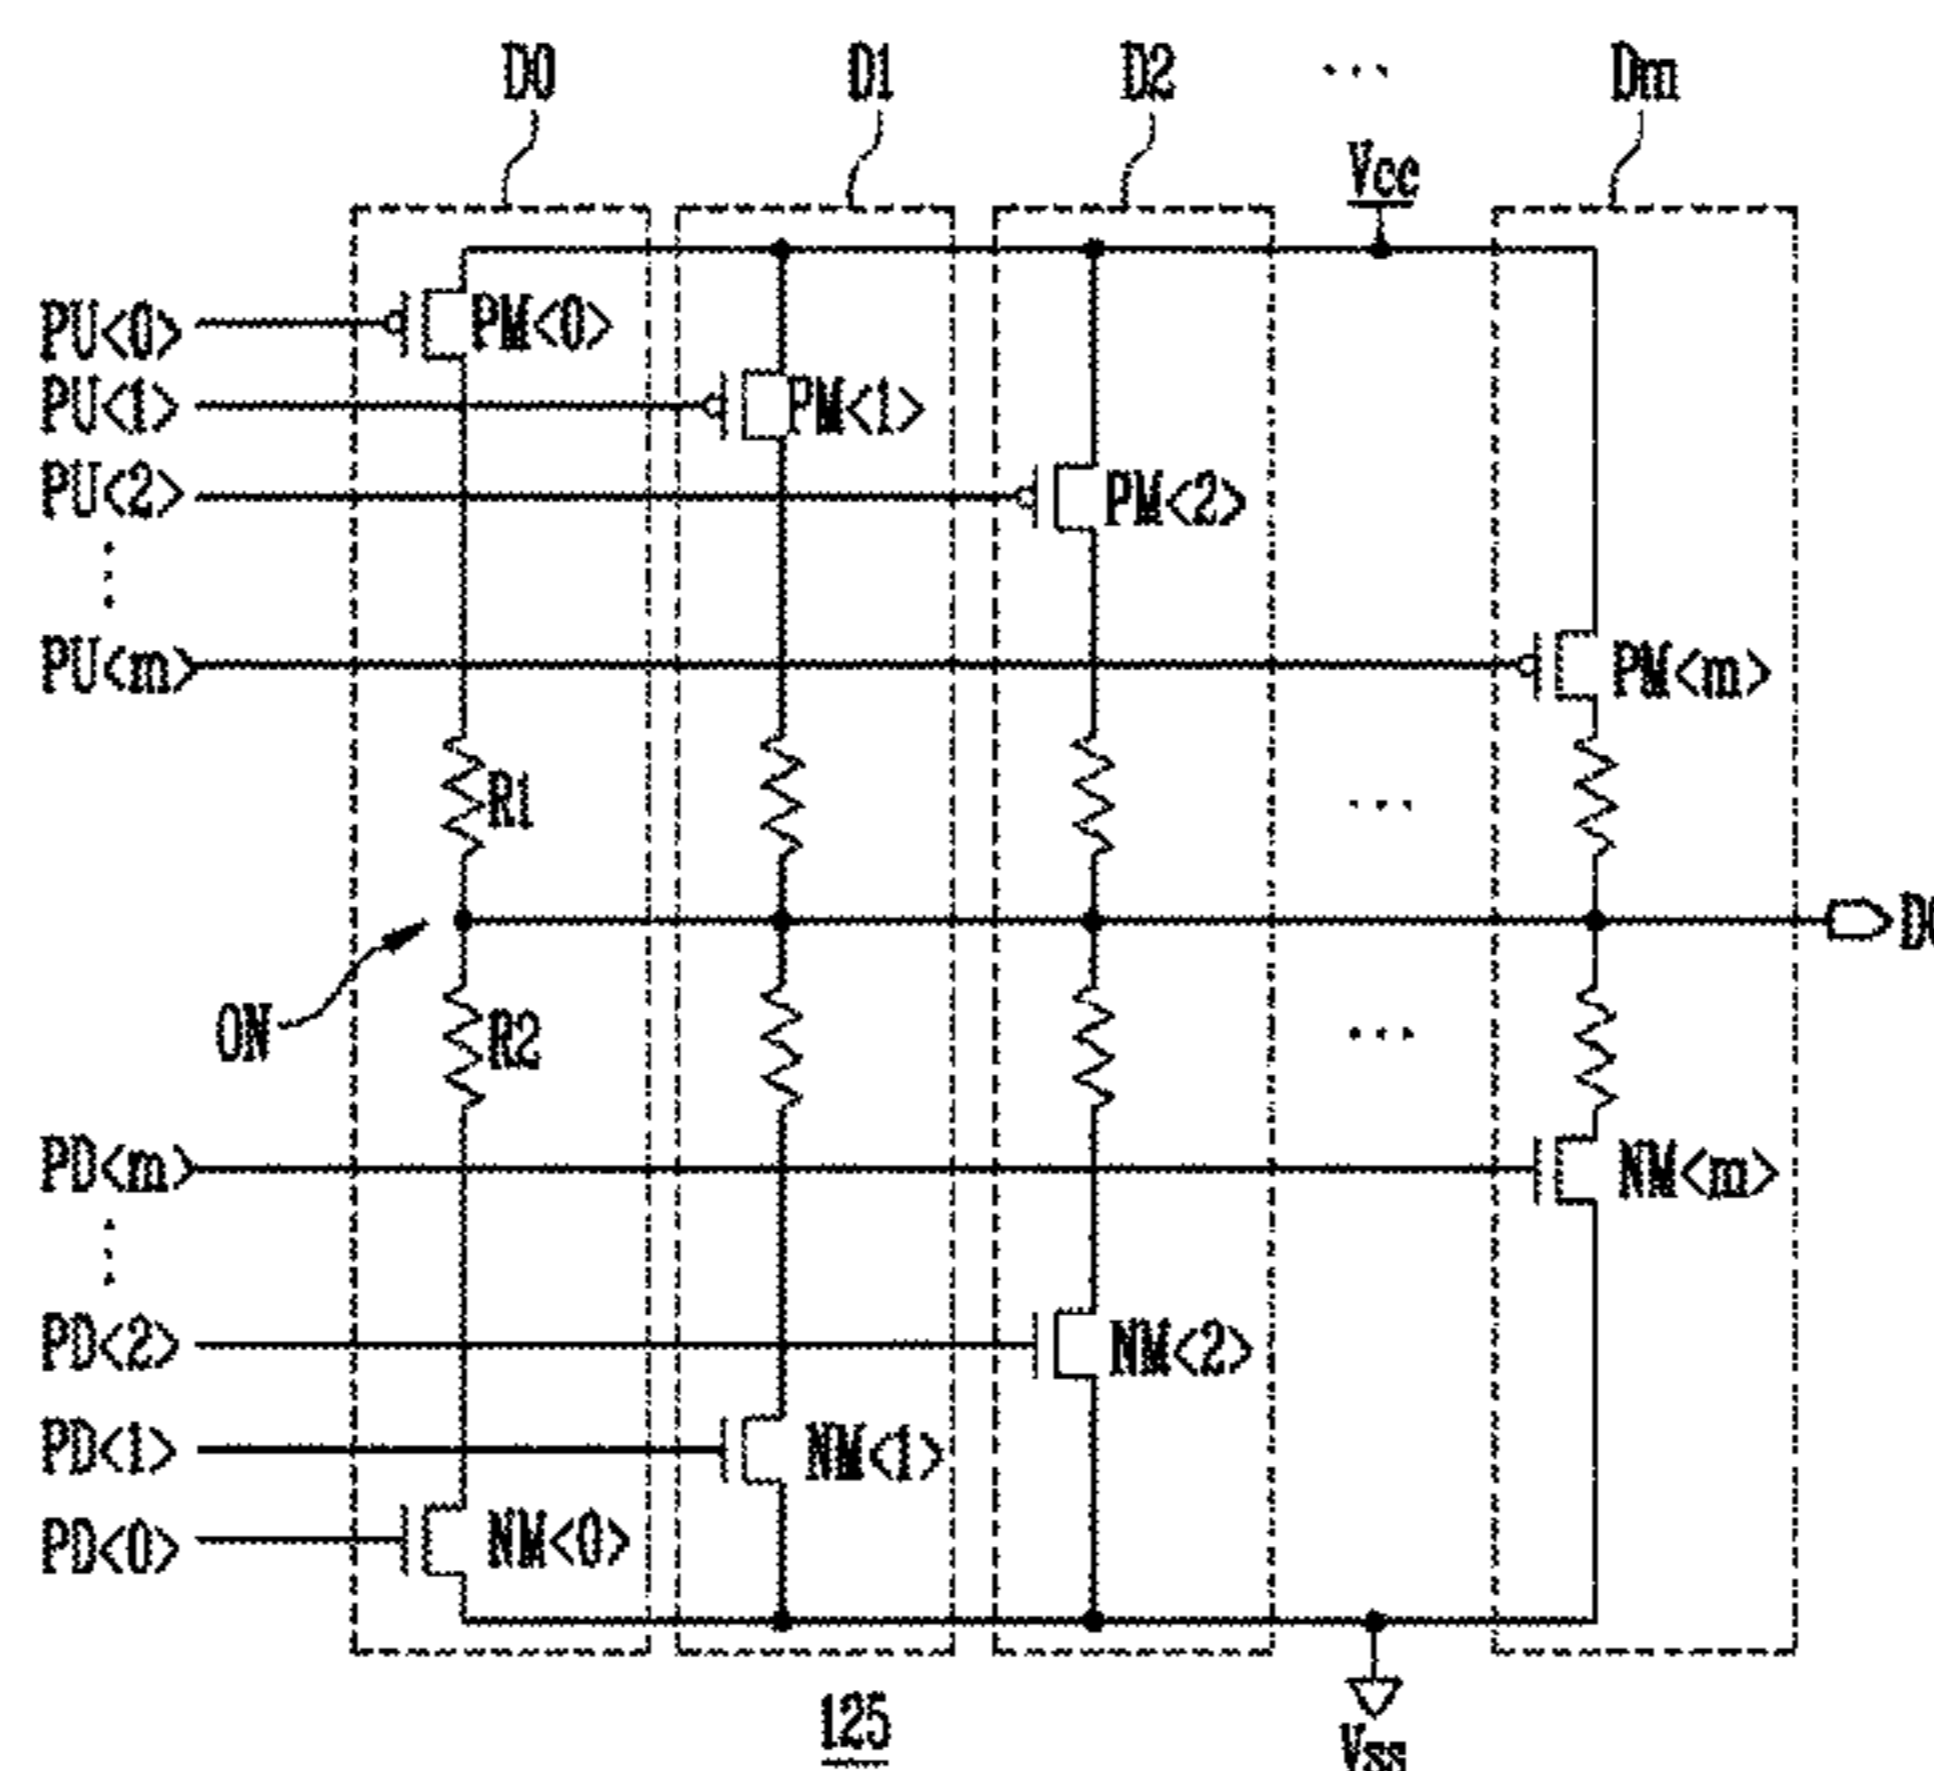 D0 D1 D2 ... Dm
Vcc
PU<0> PM<0>
PU<1> PM<1>
PU<2> PM<2>
⋮
PU<m> PM<m>
R1 ...
ON
R2 ...
PD<m> NM<m>
⋮
PD<2> NM<2>
PD<1> NM<1>
PD<0> NM<0>
125
Vss